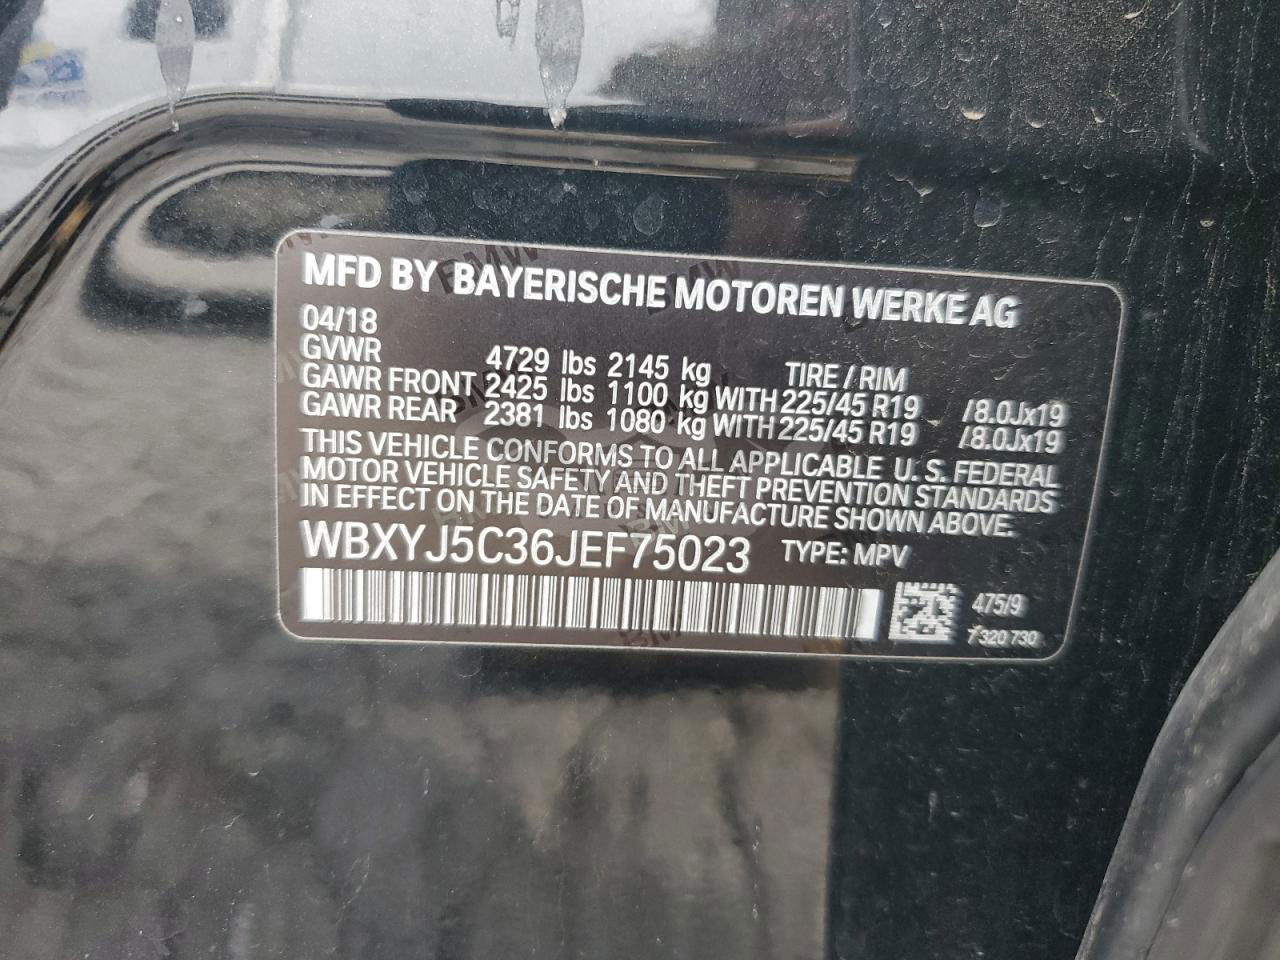 MFD BY BAYERISCHE MOTOREN WERKE AG
04/18
GVWR 4729 lbs 2145 kg TIRE / RIM
GAWR FRONT 2425 lbs 1100 kg WITH 225/45 R19 /8.0Jx19
GAWR REAR 2381 lbs 1080 kg WITH 225/45 R19 /8.0Jx19
THIS VEHICLE CONFORMS TO ALL APPLICABLE U.S. FEDERAL
MOTOR VEHICLE SAFETY AND THEFT PREVENTION STANDARDS
IN EFFECT ON THE DATE OF MANUFACTURE SHOWN ABOVE.
WBXYJ5C36JEF75023 TYPE: MPV
475/9
7 320 730